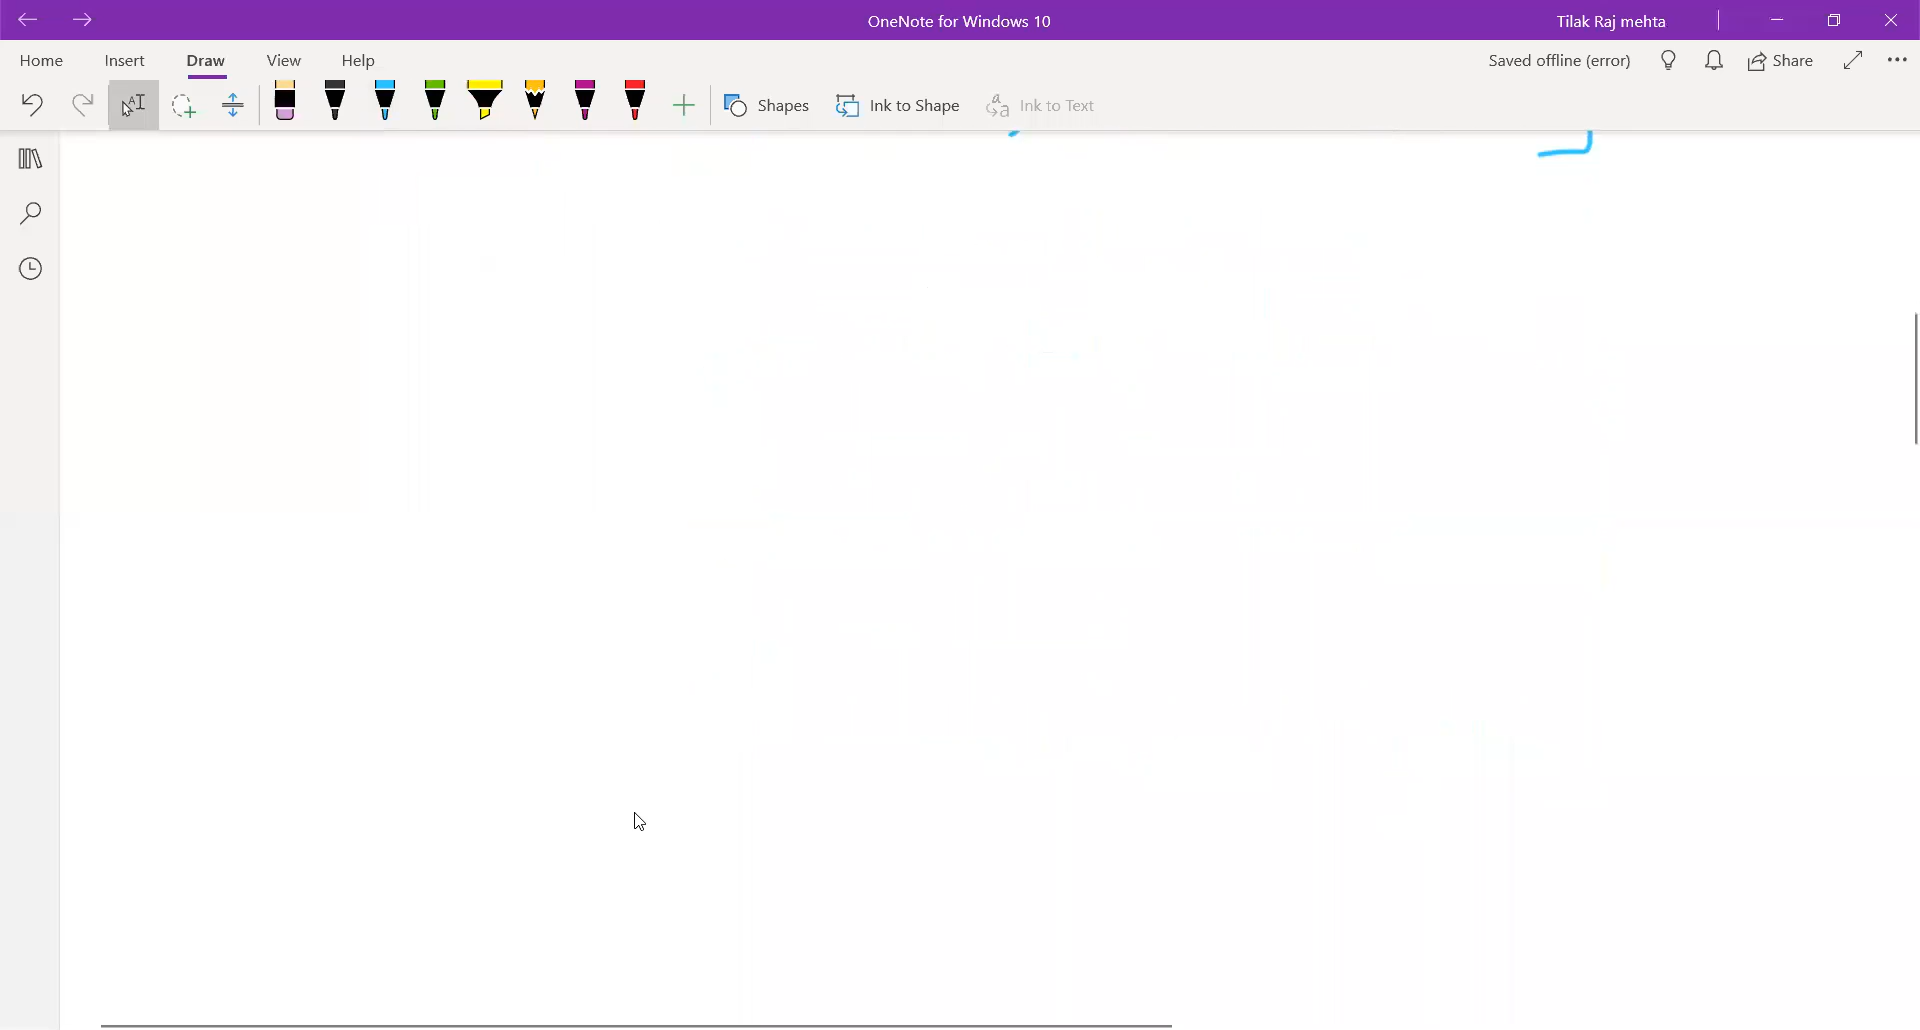 OneNote for Windows 10
Tilak Raj mehta
Home Insert Draw View Help
Saved offline (error)
Share
Shapes
Ink to Shape
Ink to Text